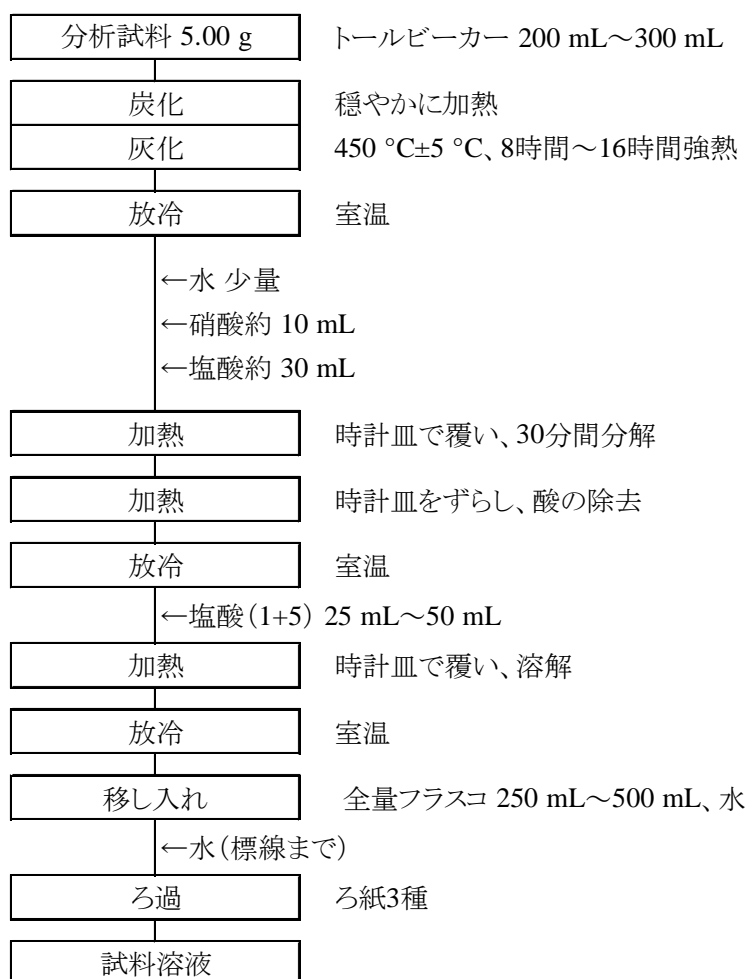 分析試料 5.00 g トールビーカー 200 mL～300 mL
炭化 穏やかに加熱
灰化 450 °C±5 °C、8時間～16時間強熱
放冷 室温
←水 少量
←硝酸約 10 mL
←塩酸約 30 mL
加熱 時計皿で覆い、30分間分解
加熱 時計皿をずらし、酸の除去
放冷 室温
←塩酸(1+5) 25 mL～50 mL
加熱 時計皿で覆い、溶解
放冷 室温
移し入れ 全量フラスコ 250 mL～500 mL、水
←水(標線まで)
ろ過 ろ紙3種
試料溶液